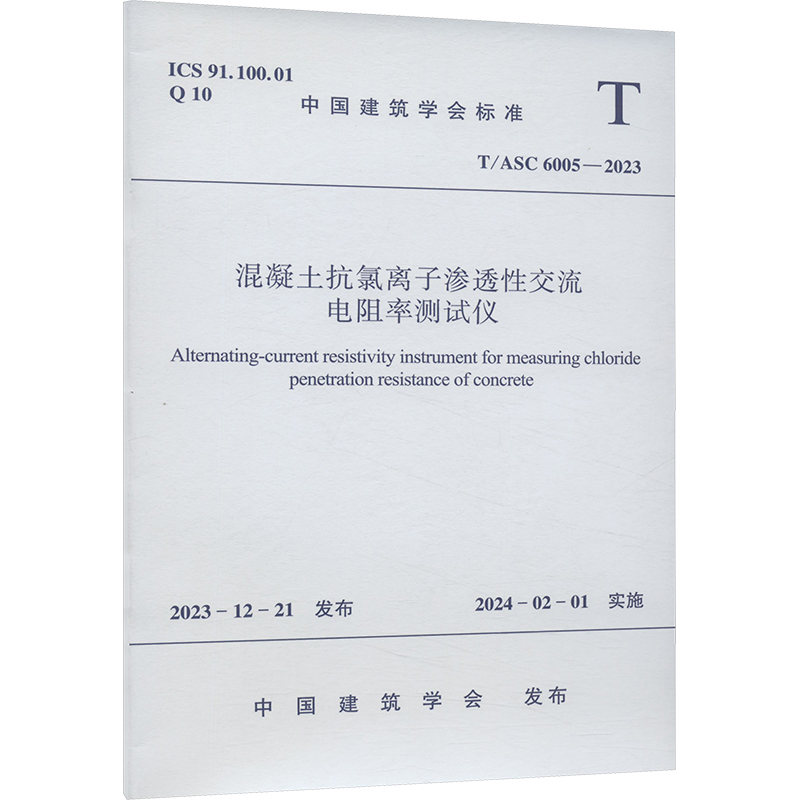 ICS 91.100.01
Q 10
中国建筑学会标准
T
T/ASC 6005—2023
混凝土抗氯离子渗透性交流
电阻率测试仪
Alternating-current resistivity instrument for measuring chloride
penetration resistance of concrete
2023-12-21 发布 2024-02-01 实施
中国建筑学会 发布